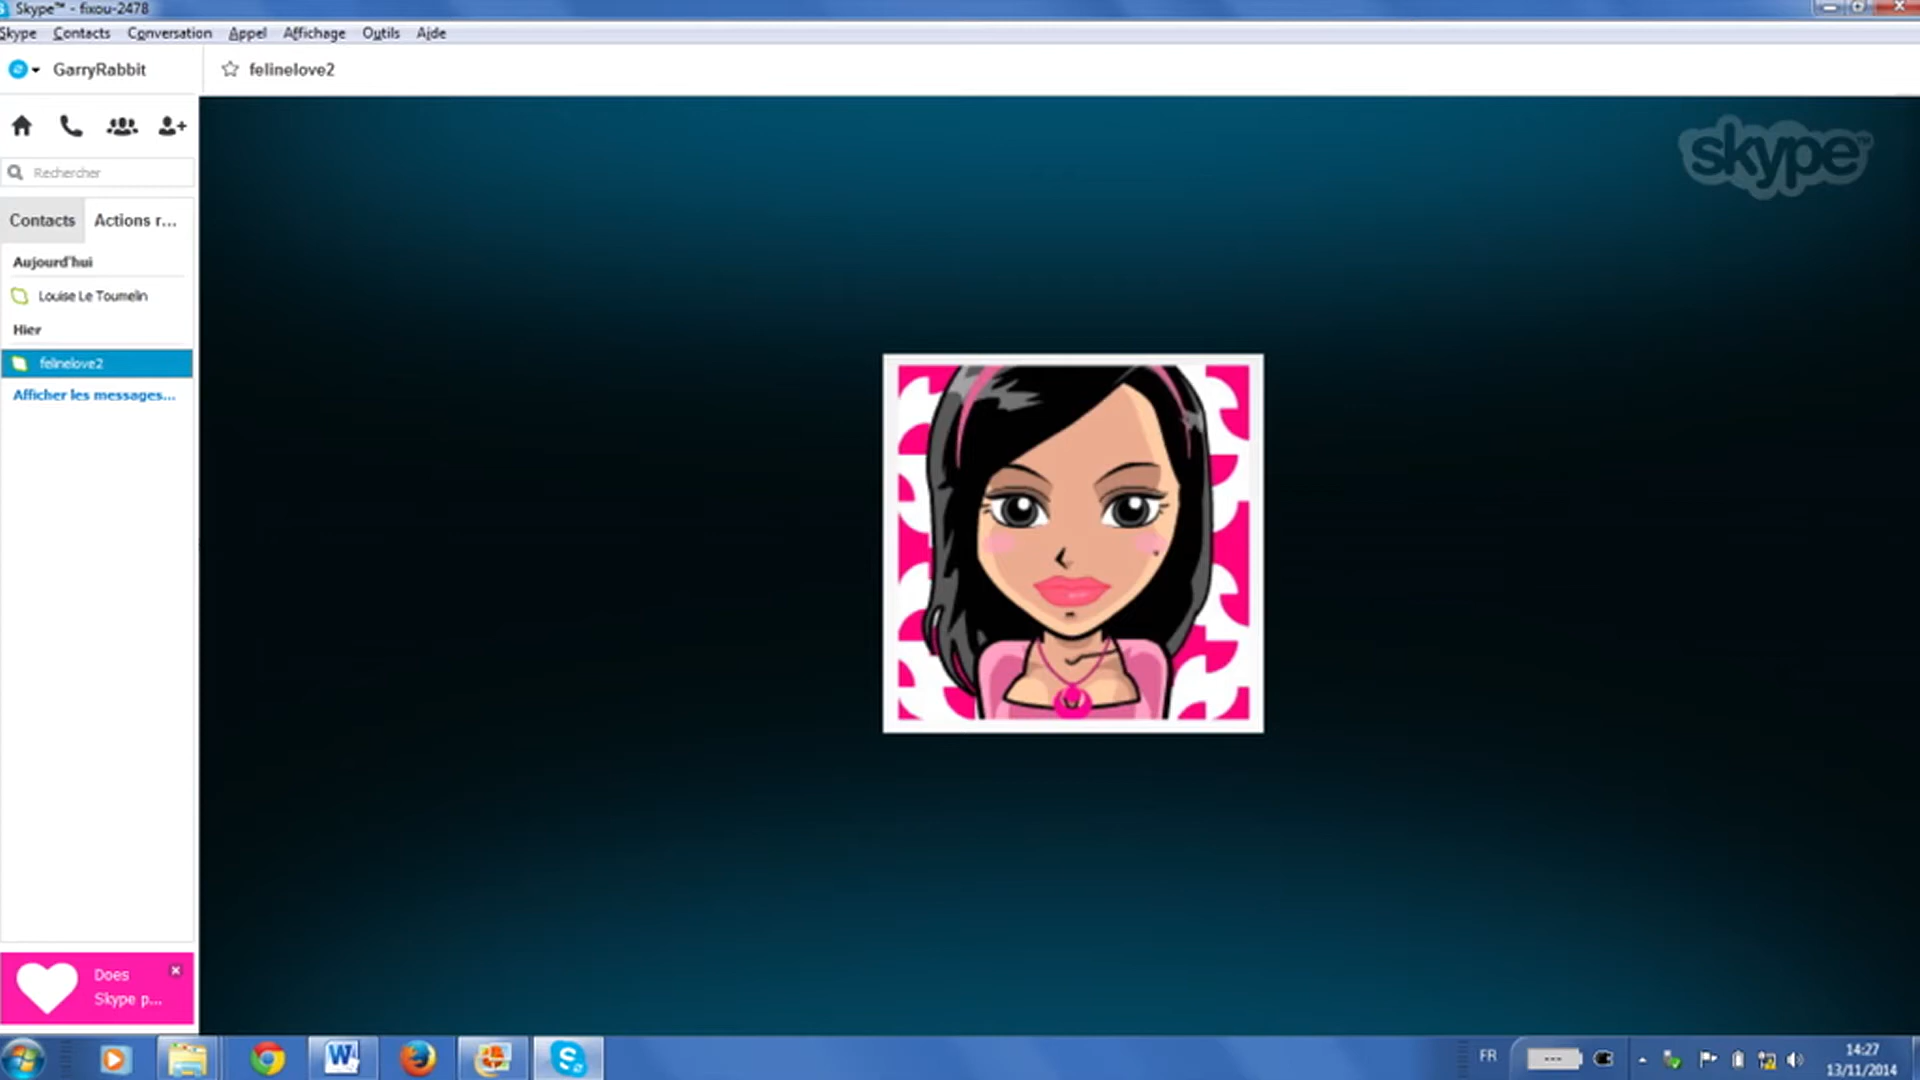 Skype™ - fixou-2478
Skype Contacts Conversation Appel Affichage Outils Aide
GarryRabbit
felinelove2
skype™
Rechercher
Contacts Actions r...
Aujourd'hui
Louise Le Toumelin
Hier
felinelove2
Afficher les messages...
Does
Skype p...
FR
14:27
13/11/2014